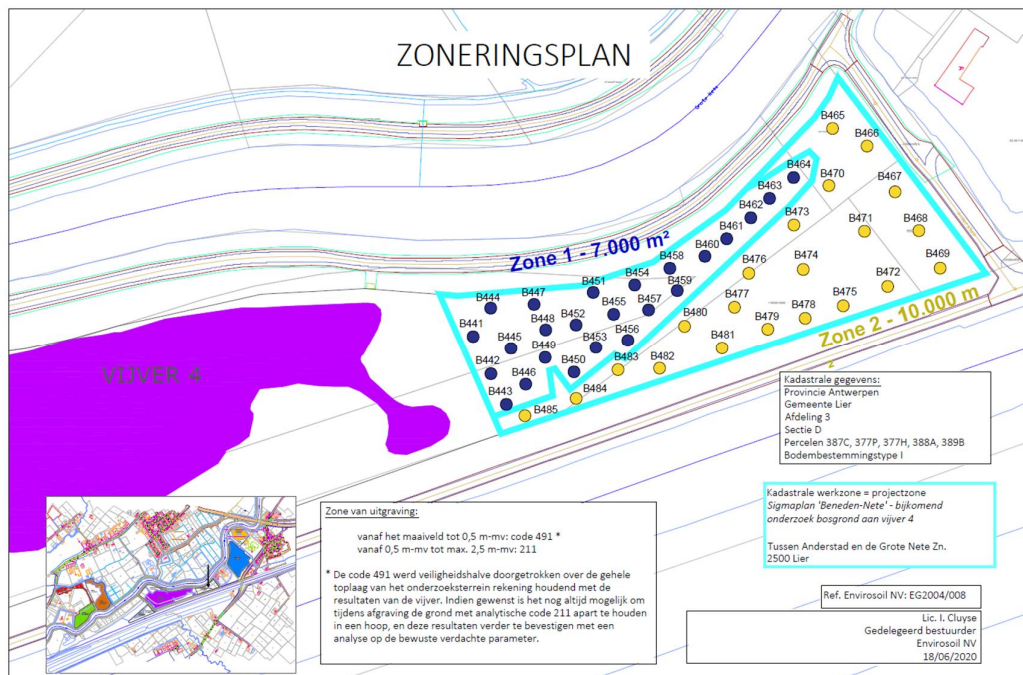 ZONERINGSPLAN
B465
B466
B464
B470
B467
B463
B462
B473
B471
B468
B461
Zone 1 - 7.000 m²
B460
B469
B458
B476
B474
B454
B459
B472
B451
B447
B444
B455
B457
B477
B478
B475
B448
B452
B480
B479
Zone 2 - 10.000 m
²
B441
B445
B449
B453
B456
B481
B442
B446
B450
B483
B482
VIJVER 4
B443
B484
B485
Kadastrale gegevens:
Provincie Antwerpen
Gemeente Lier
Afdeling 3
Sectie D
Percelen 387C, 377P, 377H, 388A, 389B
Bodembestemmingstype I
Kadastrale werkzone = projectzone
Sigmaplan 'Beneden-Nete' - bijkomend
onderzoek bosgrond aan vijver 4
Tussen Anderstad en de Grote Nete Zn.
2500 Lier
Zone van uitgraving:
vanaf het maaiveld tot 0,5 m-mv: code 491 *
vanaf 0,5 m-mv tot max. 2,5 m-mv: 211
* De code 491 werd veiligheidshalve doorgetrokken over de gehele
toplaag van het onderzoeksterrein rekening houdend met de
resultaten van de vijver. Indien gewenst is het nog altijd mogelijk om
tijdens afgraving de grond met analytische code 211 apart te houden
in een hoop, en deze resultaten verder te bevestigen met een
analyse op de bewuste verdachte parameter.
Ref. Envirosoil NV: EG2004/008
Lic. I. Cluyse
Gedelegeerd bestuurder
Envirosoil NV
18/06/2020